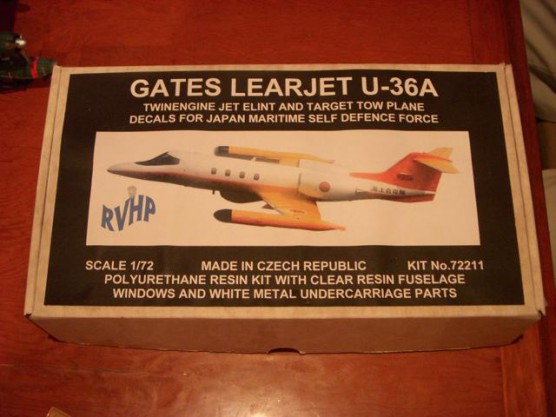 GATES LEARJET U-36A
TWINENGINE JET ELINT AND TARGET TOW PLANE
DECALS FOR JAPAN MARITIME SELF DEFENCE FORCE
RVHP
SCALE 1/72 MADE IN CZECH REPUBLIC KIT No.72211
POLYURETHANE RESIN KIT WITH CLEAR RESIN FUSELAGE
WINDOWS AND WHITE METAL UNDERCARRIAGE PARTS